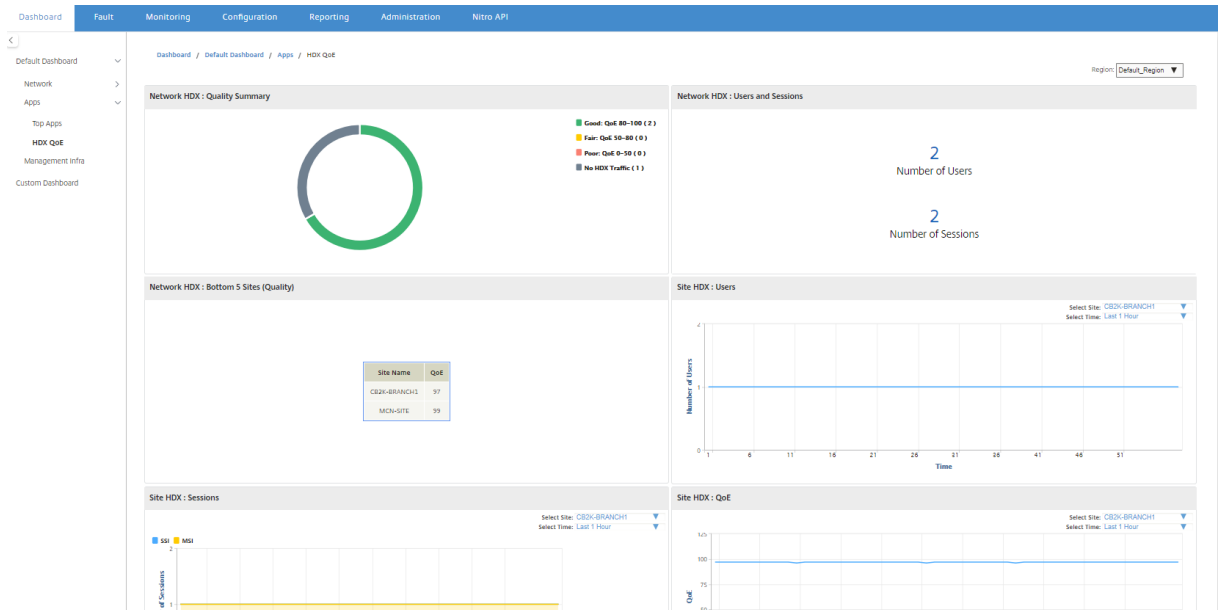 Dashboard Fault Monitoring Configuration Reporting Administration Nitro API
<
Default Dashboard
Network
Apps
Top Apps
HDX QoE
Management Infra
Custom Dashboard
Dashboard / Default Dashboard / Apps / HDX QoE
Region: Default_Region
Network HDX : Quality Summary
Good: QoE 80-100 ( 2 )
Fair: QoE 50-80 ( 0 )
Poor: QoE 0-50 ( 0 )
No HDX Traffic ( 1 )
Network HDX : Users and Sessions
2
Number of Users
2
Number of Sessions
Network HDX : Bottom 5 Sites (Quality)
Site Name QoE
CB2K-BRANCH1 97
MCN-SITE 99
Site HDX : Users
Select Site: CB2K-BRANCH1
Select Time: Last 1 Hour
2
Number of Users
1
0
1 6 11 16 21 26 31 36 41 46 51
Time
Site HDX : Sessions
Select Site: CB2K-BRANCH1
Select Time: Last 1 Hour
SSI MSI
2
of Sessions
1
Site HDX : QoE
Select Site: CB2K-BRANCH1
Select Time: Last 1 Hour
125
100
75
QoE